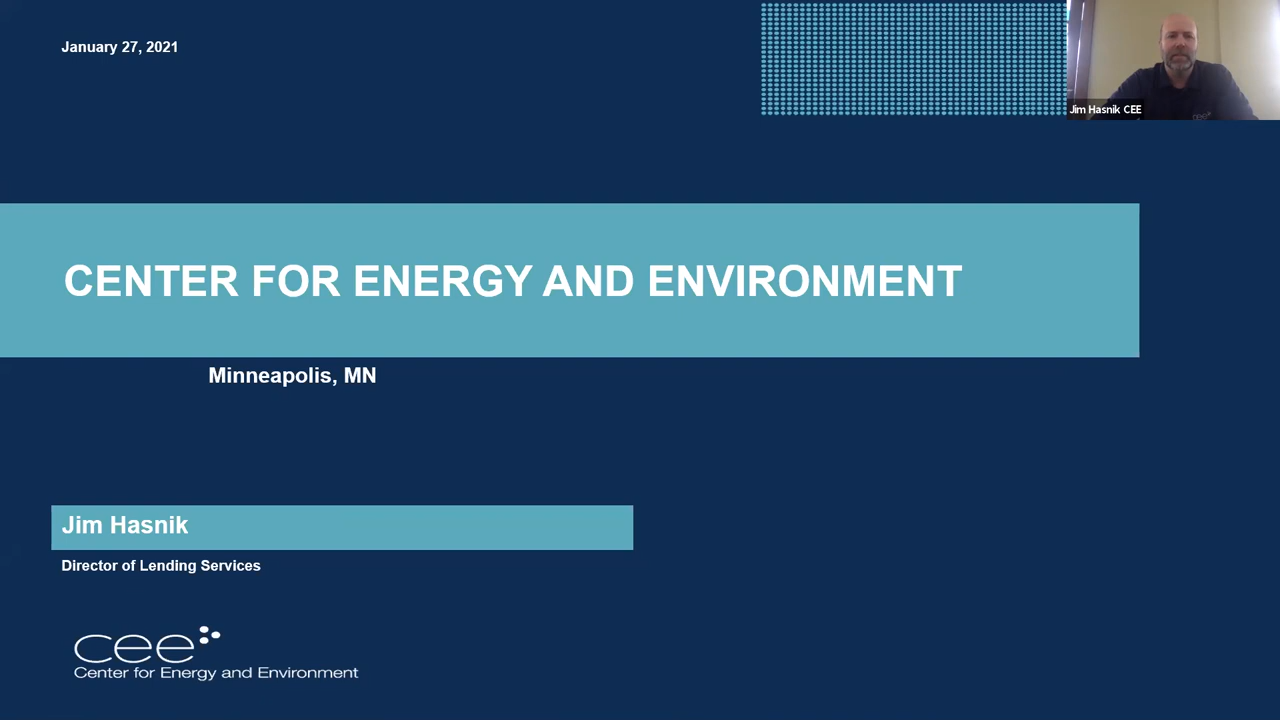 January 27, 2021
Jim Hasnik CEE
CENTER FOR ENERGY AND ENVIRONMENT
Minneapolis, MN
Jim Hasnik
Director of Lending Services
cee
Center for Energy and Environment
cee